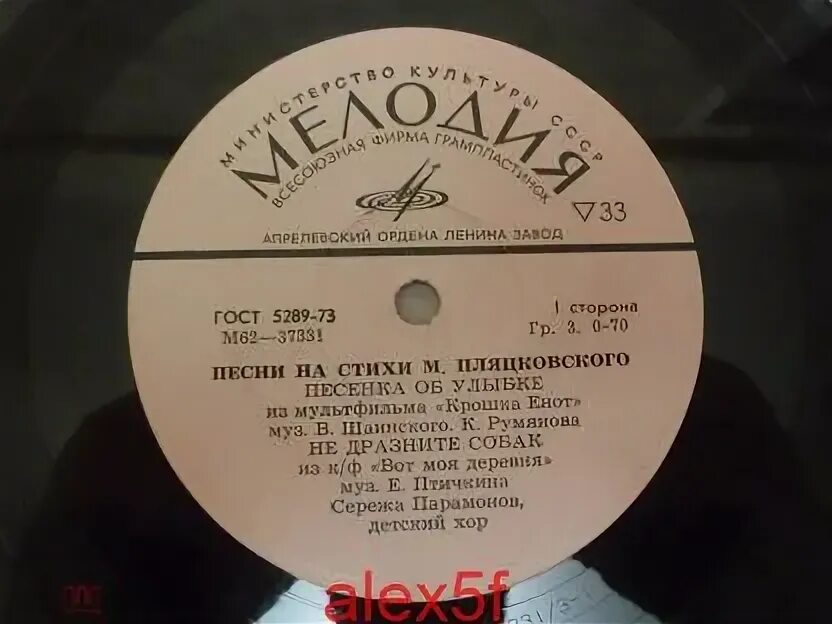 МИНИСТЕРСТВО КУЛЬТУРЫ СССР
МЕЛОДИЯ
ВСЕСОЮЗНАЯ ФИРМА ГРАМПЛАСТИНОК
▽33
АПРЕЛЕВСКИЙ ОРДЕНА ЛЕНИНА ЗАВОД
ГОСТ 5289-73
М62—37331
1 сторона
Гр. 3. 0-70
ПЕСНИ НА СТИХИ М. ПЛЯЦКОВСКОГО
ПЕСЕНКА ОБ УЛЫБКЕ
из мультфильма «Крошка Енот»
муз. В. Шаинского. К. Румянова
НЕ ДРАЗНИТЕ СОБАК
из к/ф «Вот моя деревня»
муз. Е. Птичкина
Сережа Парамонов,
детский хор
alex5f